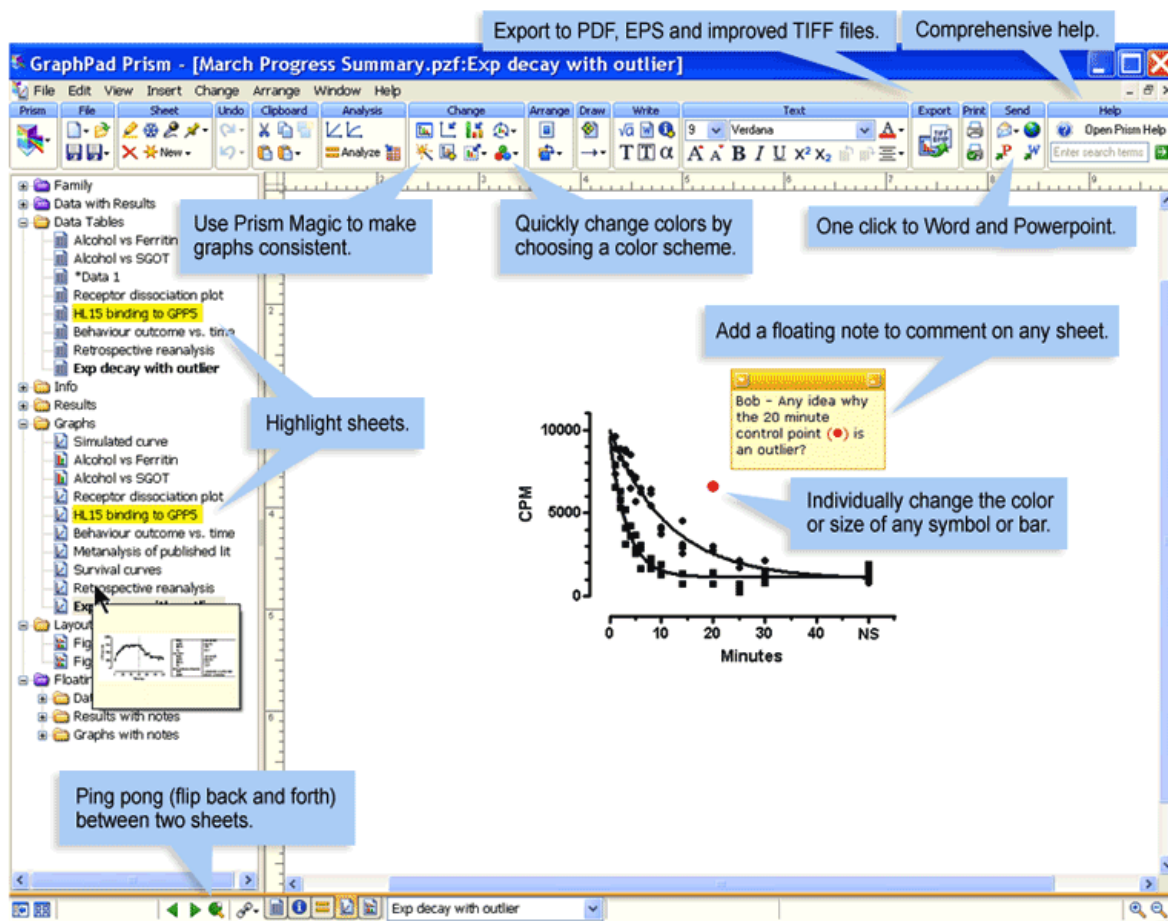 Export to PDF, EPS and improved TIFF files.
Comprehensive help.
GraphPad Prism - [March Progress Summary.pzf:Exp decay with outlier]
File Edit View Insert Change Arrange Window Help
Prism File Sheet Undo Clipboard Analysis Change Arrange Draw Write Text Export Print Send Help
9 Verdana A Open Prism Help
New Analyze T T α A A B I U X² X₂ Enter search terms
Family
Data with Results
Data Tables
Alcohol vs Ferritin
Alcohol vs SGOT
*Data 1
Receptor dissociation plot
HL15 binding to GPP5
Behaviour outcome vs. time
Retrospective reanalysis
Exp decay with outlier
Info
Results
Graphs
Simulated curve
Alcohol vs Ferritin
Alcohol vs SGOT
Receptor dissociation plot
HL15 binding to GPP5
Behaviour outcome vs. time
Metanalysis of published lit
Survival curves
Retrospective reanalysis
Layout
Fig
Fig
Floatin
Dat
Results with notes
Graphs with notes
Use Prism Magic to make
graphs consistent.
Quickly change colors by
choosing a color scheme.
One click to Word and Powerpoint.
Highlight sheets.
Add a floating note to comment on any sheet.
Bob - Any idea why
the 20 minute
control point (●) is
an outlier?
Individually change the color
or size of any symbol or bar.
10000
5000
0
CPM
0 10 20 30 40 NS
Minutes
Ping pong (flip back and forth)
between two sheets.
Exp decay with outlier